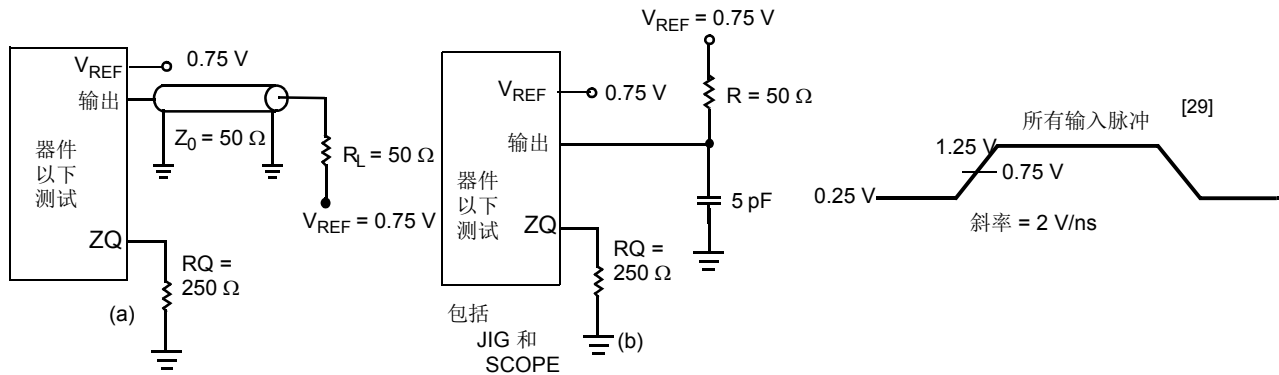 V_REF
0.75 V
输出
Z_0 = 50 Ω
器件
以下
测试
R_L = 50 Ω
V_REF = 0.75 V
ZQ
RQ =
250 Ω
(a)
V_REF = 0.75 V
V_REF
0.75 V
R = 50 Ω
输出
器件
以下
测试
5 pF
ZQ
RQ =
250 Ω
包括
JIG 和
SCOPE
(b)
[29]
所有输入脉冲
1.25 V
0.75 V
0.25 V
斜率 = 2 V/ns